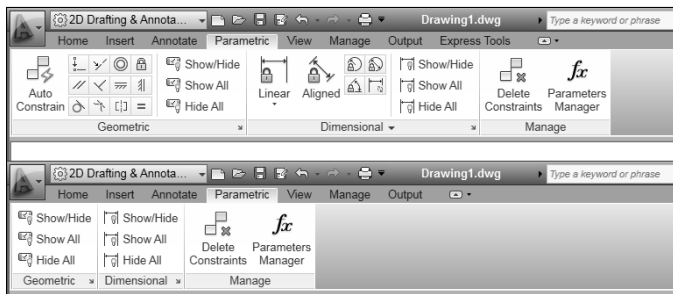 2D Drafting & Annota... Drawing1.dwg Type a keyword or phrase
Home Insert Annotate Parametric View Manage Output Express Tools
Auto Constrain
Show/Hide
Show All
Hide All
Geometric
Linear
Aligned
Show/Hide
Show All
Hide All
Dimensional
Delete Constraints
fx
Parameters Manager
Manage
2D Drafting & Annota... Drawing1.dwg Type a keyword or phrase
Home Insert Annotate Parametric View Manage Output
Show/Hide
Show All
Hide All
Geometric
Show/Hide
Show All
Hide All
Dimensional
Delete Constraints
fx
Parameters Manager
Manage